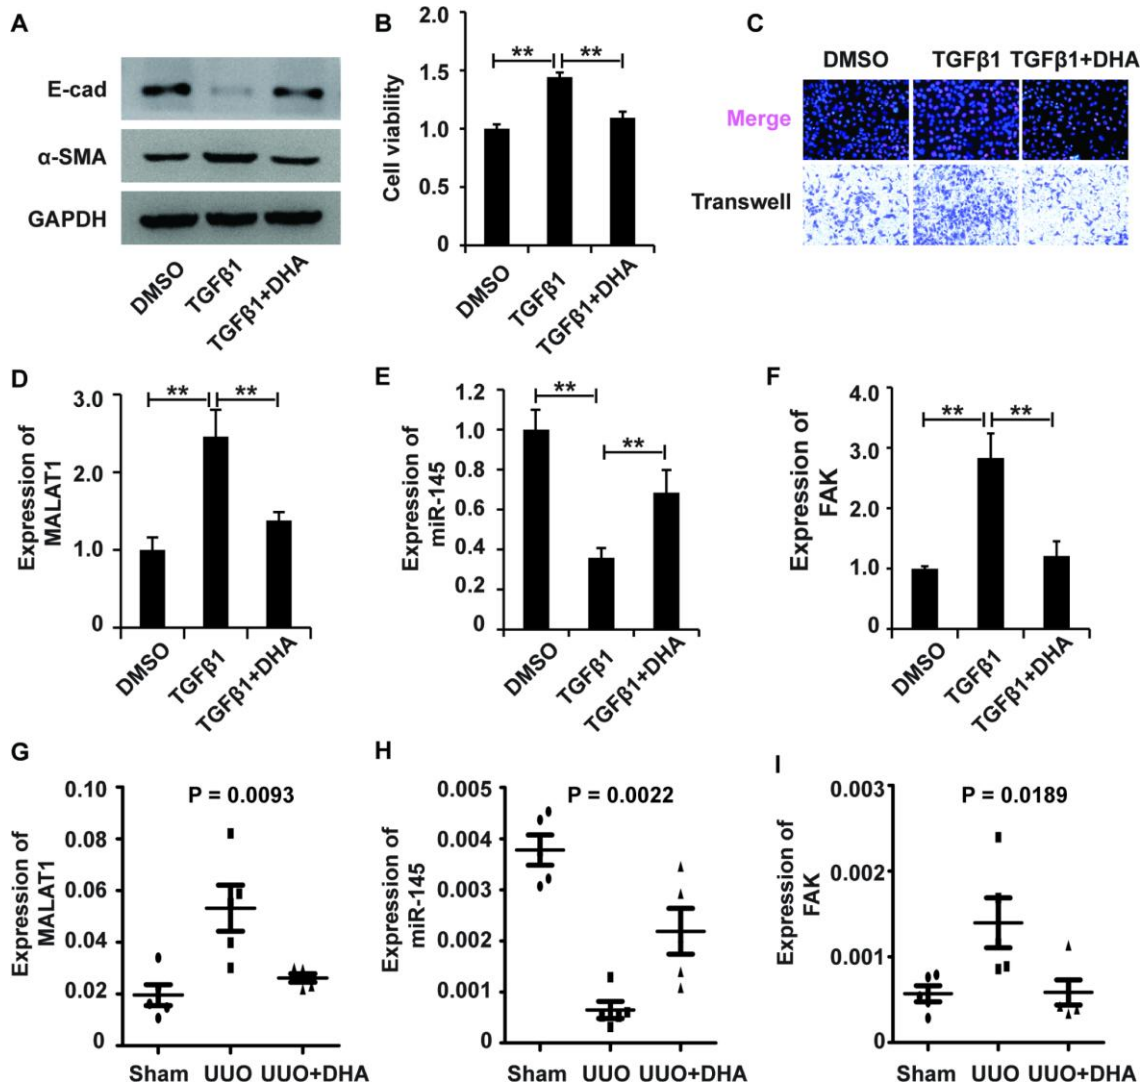 A
E-cad
α-SMA
GAPDH
DMSO
TGFβ1
TGFβ1+DHA
B
Cell viability
2.0
1.5
1.0
0.5
0
**
**
DMSO
TGFβ1
TGFβ1+DHA
C
DMSO TGFβ1 TGFβ1+DHA
Merge
Transwell
D
Expression of
MALAT1
3.0
2.0
1.0
0
**
**
DMSO
TGFβ1
TGFβ1+DHA
E
Expression of
miR-145
1.2
1.0
0.8
0.6
0.4
0.2
0
**
**
DMSO
TGFβ1
TGFβ1+DHA
F
Expression of
FAK
4.0
3.0
2.0
1.0
0
**
**
DMSO
TGFβ1
TGFβ1+DHA
G
Expression of
MALAT1
0.10
0.08
0.06
0.04
0.02
0
P = 0.0093
Sham UUO UUO+DHA
H
Expression of
miR-145
0.005
0.004
0.003
0.002
0.001
0
P = 0.0022
Sham UUO UUO+DHA
I
Expression of
FAK
0.003
0.002
0.001
0
P = 0.0189
Sham UUO UUO+DHA